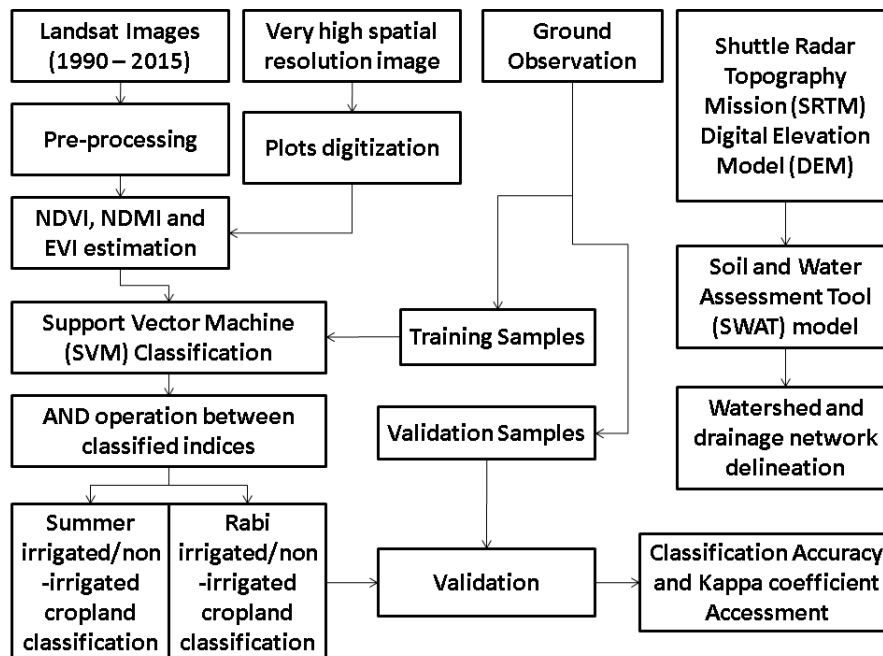 Landsat Images
(1990 – 2015)
Very high spatial
resolution image
Ground
Observation
Shuttle Radar
Topography
Mission (SRTM)
Digital Elevation
Model (DEM)
Pre-processing
Plots digitization
NDVI, NDMI and
EVI estimation
Soil and Water
Assessment Tool
(SWAT) model
Support Vector Machine
(SVM) Classification
Training Samples
AND operation between
classified indices
Validation Samples
Watershed and
drainage network
delineation
Summer
irrigated/non
-irrigated
cropland
classification
Rabi
irrigated/non
-irrigated
cropland
classification
Validation
Classification Accuracy
and Kappa coefficient
Accessment